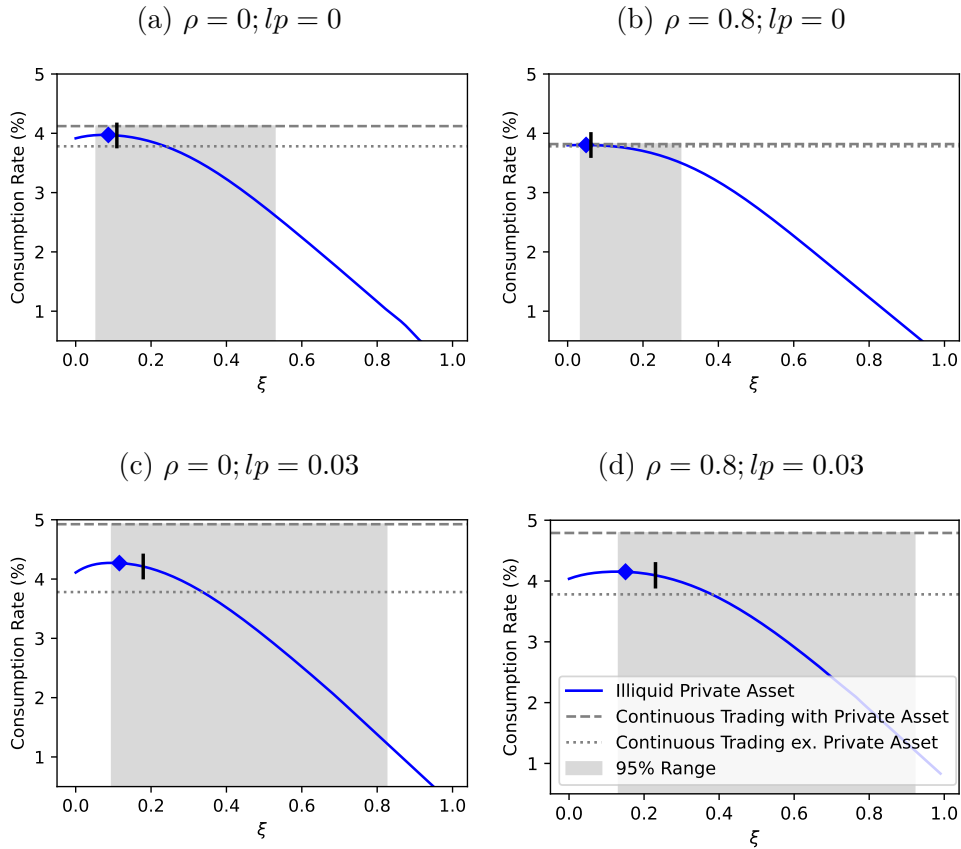 (a) ρ = 0; lp = 0
5
4
3
2
1
Consumption Rate (%)
0.0 0.2 0.4 0.6 0.8 1.0
ξ
(b) ρ = 0.8; lp = 0
5
4
3
2
1
Consumption Rate (%)
0.0 0.2 0.4 0.6 0.8 1.0
ξ
(c) ρ = 0; lp = 0.03
5
4
3
2
1
Consumption Rate (%)
0.0 0.2 0.4 0.6 0.8 1.0
ξ
(d) ρ = 0.8; lp = 0.03
5
4
3
2
1
Consumption Rate (%)
Illiquid Private Asset
Continuous Trading with Private Asset
Continuous Trading ex. Private Asset
95% Range
0.0 0.2 0.4 0.6 0.8 1.0
ξ